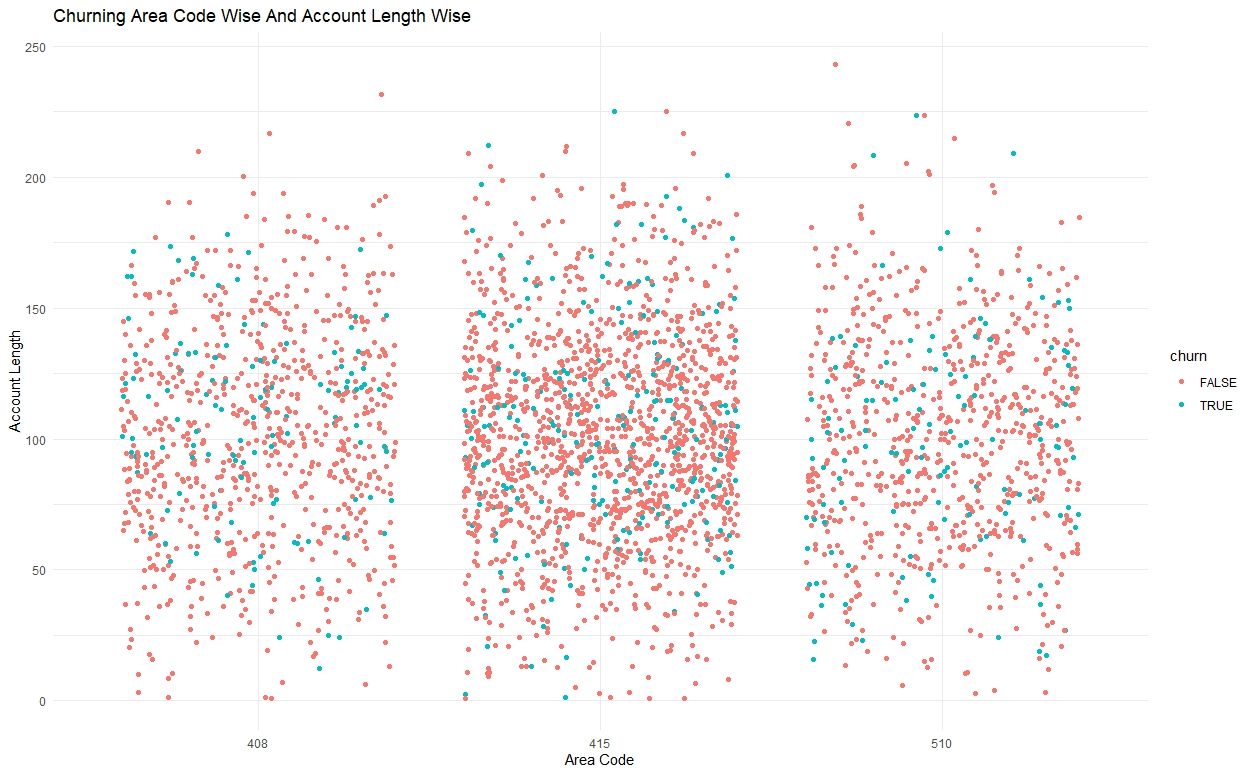 Churning Area Code Wise And Account Length Wise
250
200
150
100
50
0
Account Length
408
415
510
Area Code
churn
FALSE
TRUE